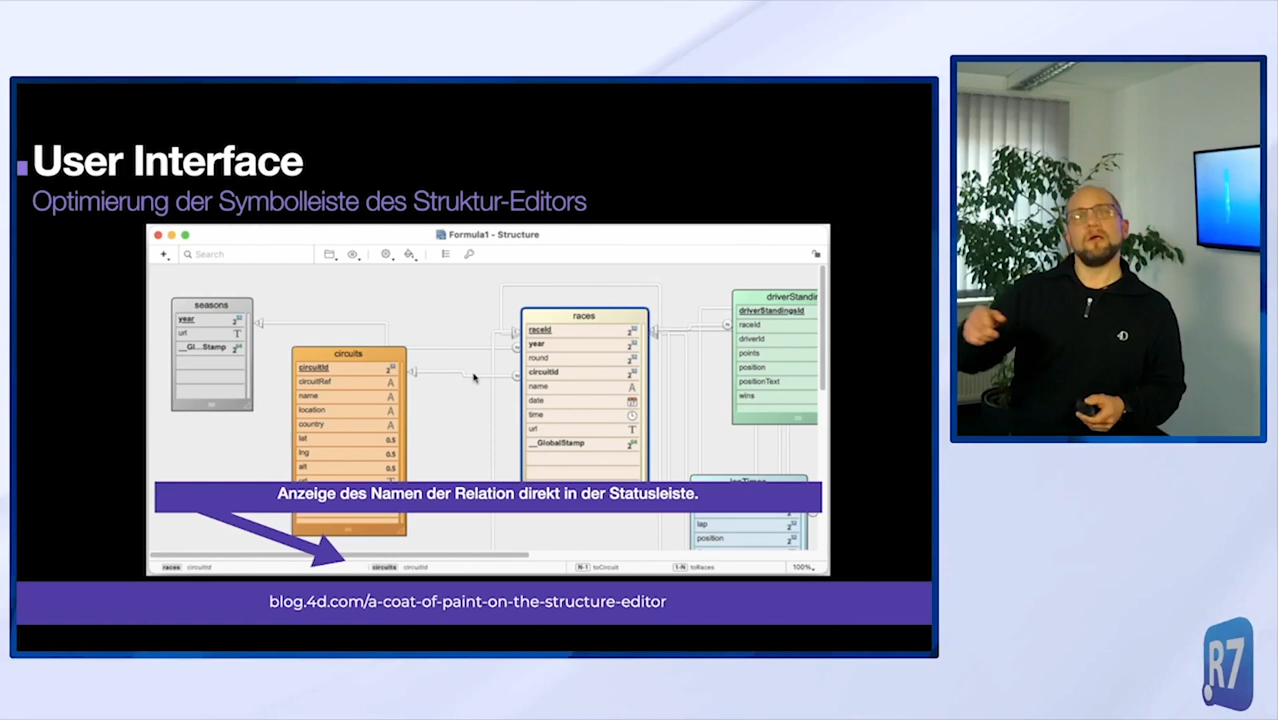 User Interface
Optimierung der Symbolleiste des Struktur-Editors
Formula1 - Structure
Search
seasons
year
url
__Gl...Stamp
circuits
circuitId
circuitRef
name
location
country
lat
lng
alt
races
raceId
year
round
circuitId
name
date
time
url
__GlobalStamp
driverStandin
driverStandingsId
raceId
driverId
points
position
positionText
wins
lap
position
Anzeige des Namen der Relation direkt in der Statusleiste.
races circuitId circuits circuitId N-1 toCircuit 1-N toRaces 100%
blog.4d.com/a-coat-of-paint-on-the-structure-editor
R7